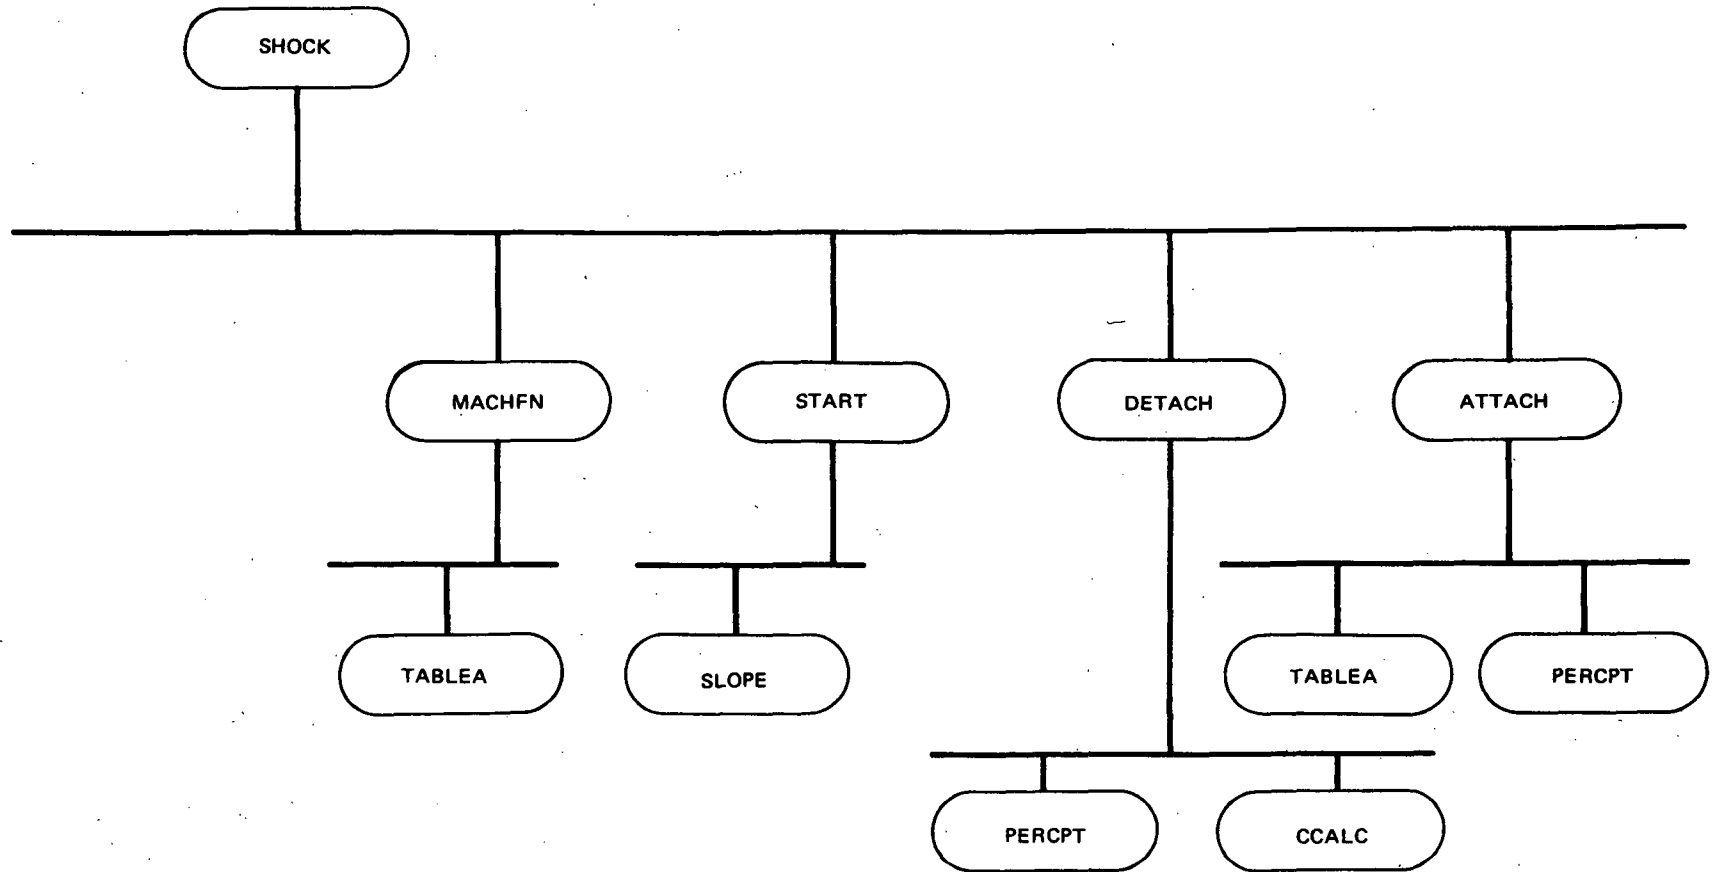 SHOCK
MACHFN
START
DETACH
ATTACH
TABLEA
SLOPE
TABLEA
PERCPT
PERCPT
CCALC